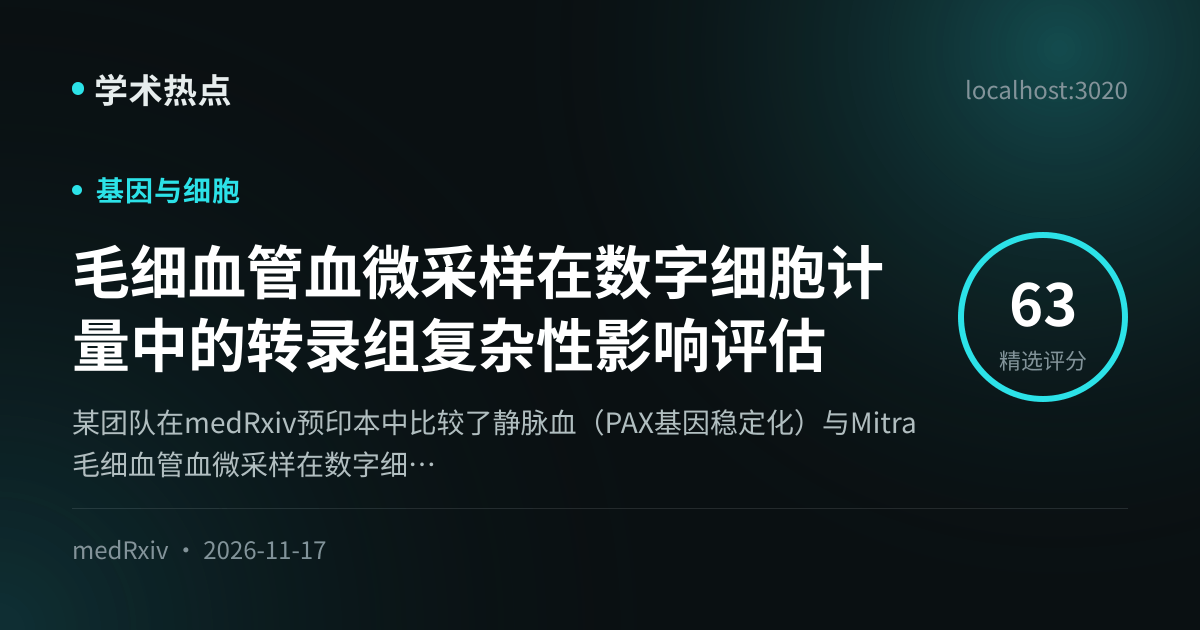 学术热点
localhost:3020
基因与细胞
毛细血管血微采样在数字细胞计
量中的转录组复杂性影响评估
63
精选评分
某团队在medRxiv预印本中比较了静脉血（PAX基因稳定化）与Mitra
毛细血管血微采样在数字细…
medRxiv • 2026-11-17